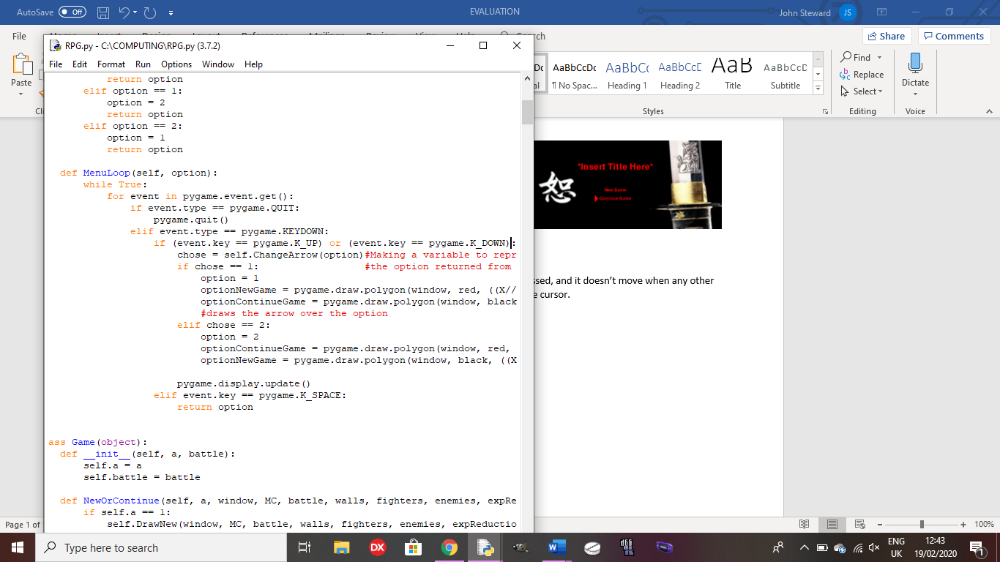 AutoSave Off EVALUATION John Steward JS
File Home Insert Design Layout References Mailings Review View Help Search Share Comments
RPG.py - C:\COMPUTING\RPG.py (3.7.2)
File Edit Format Run Options Window Help
Paste
AaBbCcDc AaBbCc AaBbCcD AaB AaBbCcD
¶ No Spac... Heading 1 Heading 2 Title Subtitle
Styles
Find
Replace
Select
Editing
Dictate
Voice
return option
elif option == 1:
option = 2
return option
elif option == 2:
option = 1
return option
def MenuLoop(self, option):
while True:
for event in pygame.event.get():
if event.type == pygame.QUIT:
pygame.quit()
elif event.type == pygame.KEYDOWN:
if (event.key == pygame.K_UP) or (event.key == pygame.K_DOWN):
chose = self.ChangeArrow(option)#Making a variable to repr
if chose == 1: #the option returned from
option = 1
optionNewGame = pygame.draw.polygon(window, red, ((X//
optionContinueGame = pygame.draw.polygon(window, black
#draws the arrow over the option
elif chose == 2:
option = 2
optionContinueGame = pygame.draw.polygon(window, red,
optionNewGame = pygame.draw.polygon(window, black, ((X
pygame.display.update()
elif event.key == pygame.K_SPACE:
return option
ass Game(object):
def __init__(self, a, battle):
self.a = a
self.battle = battle
def NewOrContinue(self, a, window, MC, battle, walls, fighters, enemies, expRe
if self.a == 1:
self.DrawNew(window, MC, battle, walls, fighters, enemies, expReductio
*Insert Title Here*
恕
New Game
Continue Game
ssed, and it doesn't move when any other
e cursor.
Page 1 of
100%
Type here to search
DX
ENG
UK
12:43
19/02/2020
1